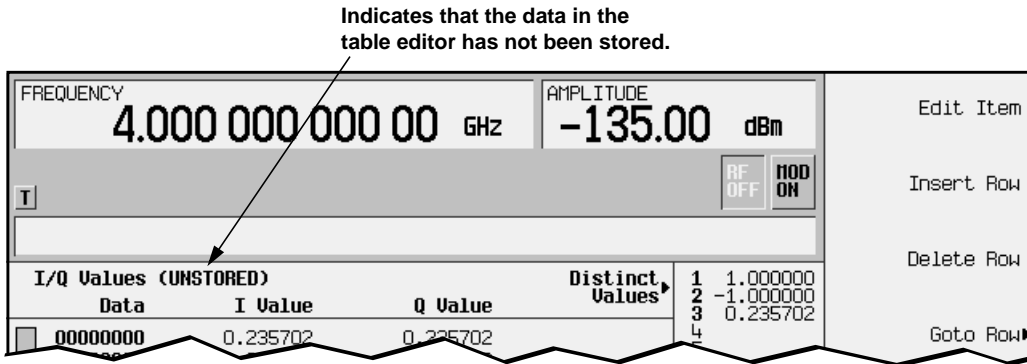 Indicates that the data in the
table editor has not been stored.
FREQUENCY
4.000 000 000 00 GHz
AMPLITUDE
-135.00 dBm
Edit Item
RF OFF
MOD ON
Insert Row
T
Delete Row
I/Q Values (UNSTORED)
Distinct Values
Data I Value Q Value
1 1.000000
2 -1.000000
3 0.235702
4
00000000 0.235702 0.235702
Goto Row